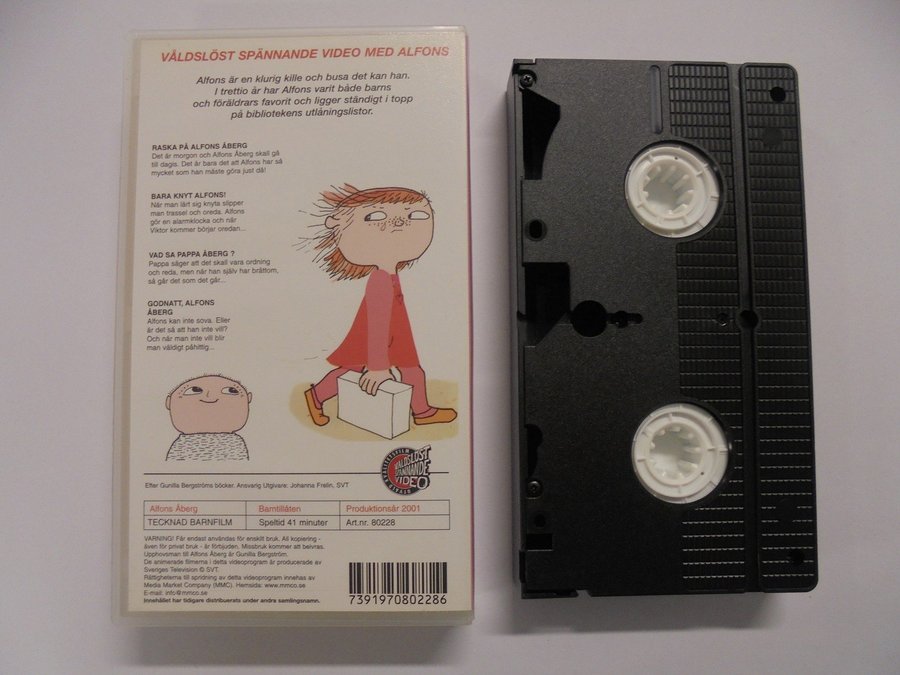 VÅLDSLÖST SPÄNNANDE VIDEO MED ALFONS
Alfons är en klurig kille och busa det kan han.
I trettio år har Alfons varit både barns
och föräldrars favorit och ligger ständigt i topp
på bibliotekens utlåningslistor.
RASKA PÅ ALFONS ÅBERG
Det är morgon och Alfons Åberg skall gå
till dagis. Det är bara det att Alfons har så
mycket som han måste göra just då!
BARA KNYT ALFONS!
När man lärt sig knyta slipper
man trassel och oreda. Alfons
gör en alarmklocka och när
Viktor kommer börjar oredan...
VAD SA PAPPA ÅBERG ?
Pappa säger att det skall vara ordning
och reda, men när han själv har bråttom,
så går det som det går...
GODNATT, ALFONS
ÅBERG
Alfons kan inte sova. Eller
är det så att han inte vill?
Och när man inte vill blir
man väldigt påhittig...
VÅLDSLÖST
SPÄNNANDE
VIDEO
Efter Gunilla Bergströms böcker. Ansvarig Utgivare: Johanna Frelin, SVT
Alfons Åberg Barntillåten Produktionsår 2001
TECKNAD BARNFILM Speltid 41 minuter Art.nr. 80228
VARNING! Får endast användas för enskilt bruk. All kopiering -
även för privat bruk - är förbjuden. Missbruk kommer att beivras.
Upphovsman till Alfons Åberg är Gunilla Bergström.
De animerade filmerna i detta videoprogram är producerade av
Sveriges Television © SVT.
Rättigheterna till spridning av detta videoprogram innehas av
Media Market Company (MMC). Hemsida: www.mmco.se
E-mail: info@mmco.se
Innehållet har tidigare distribuerats under andra samlingsnamn.
7391970802286